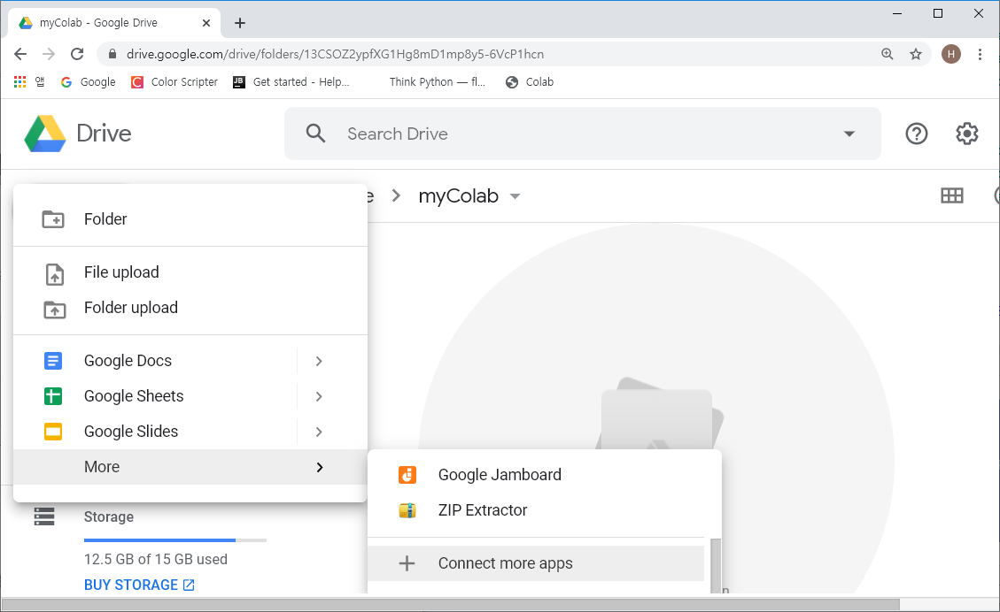 myColab - Google Drive
drive.google.com/drive/folders/13CSOZ2ypfXG1Hg8mD1mp8y5-6VcP1hcn
H
앱 Google Color Scripter JB Get started - Help... Think Python — fl... Colab
Drive
Search Drive
e > myColab
Folder
File upload
Folder upload
Google Docs
Google Sheets
Google Slides
More
Google Jamboard
ZIP Extractor
Connect more apps
Storage
12.5 GB of 15 GB used
BUY STORAGE